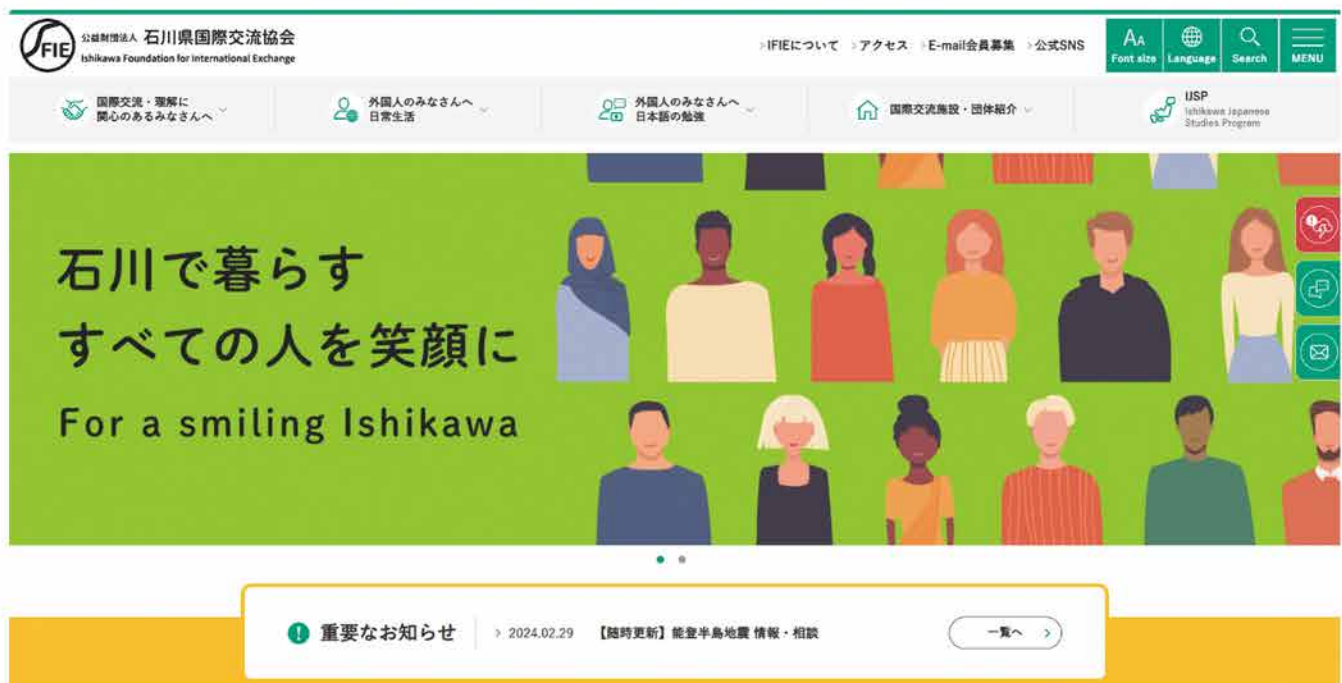 IFIE
公益財団法人 石川県国際交流協会
Ishikawa Foundation for International Exchange
IFIEについて
アクセス
E-mail会員募集
公式SNS
AA
Font size
Language
Search
MENU
国際交流・理解に
関心のあるみなさんへ
外国人のみなさんへ
日常生活
外国人のみなさんへ
日本語の勉強
国際交流施設・団体紹介
IJSP
Ishikawa Japanese
Studies Program
石川で暮らす
すべての人を笑顔に
For a smiling Ishikawa
重要なお知らせ
2024.02.29 【随時更新】能登半島地震 情報・相談
一覧へ